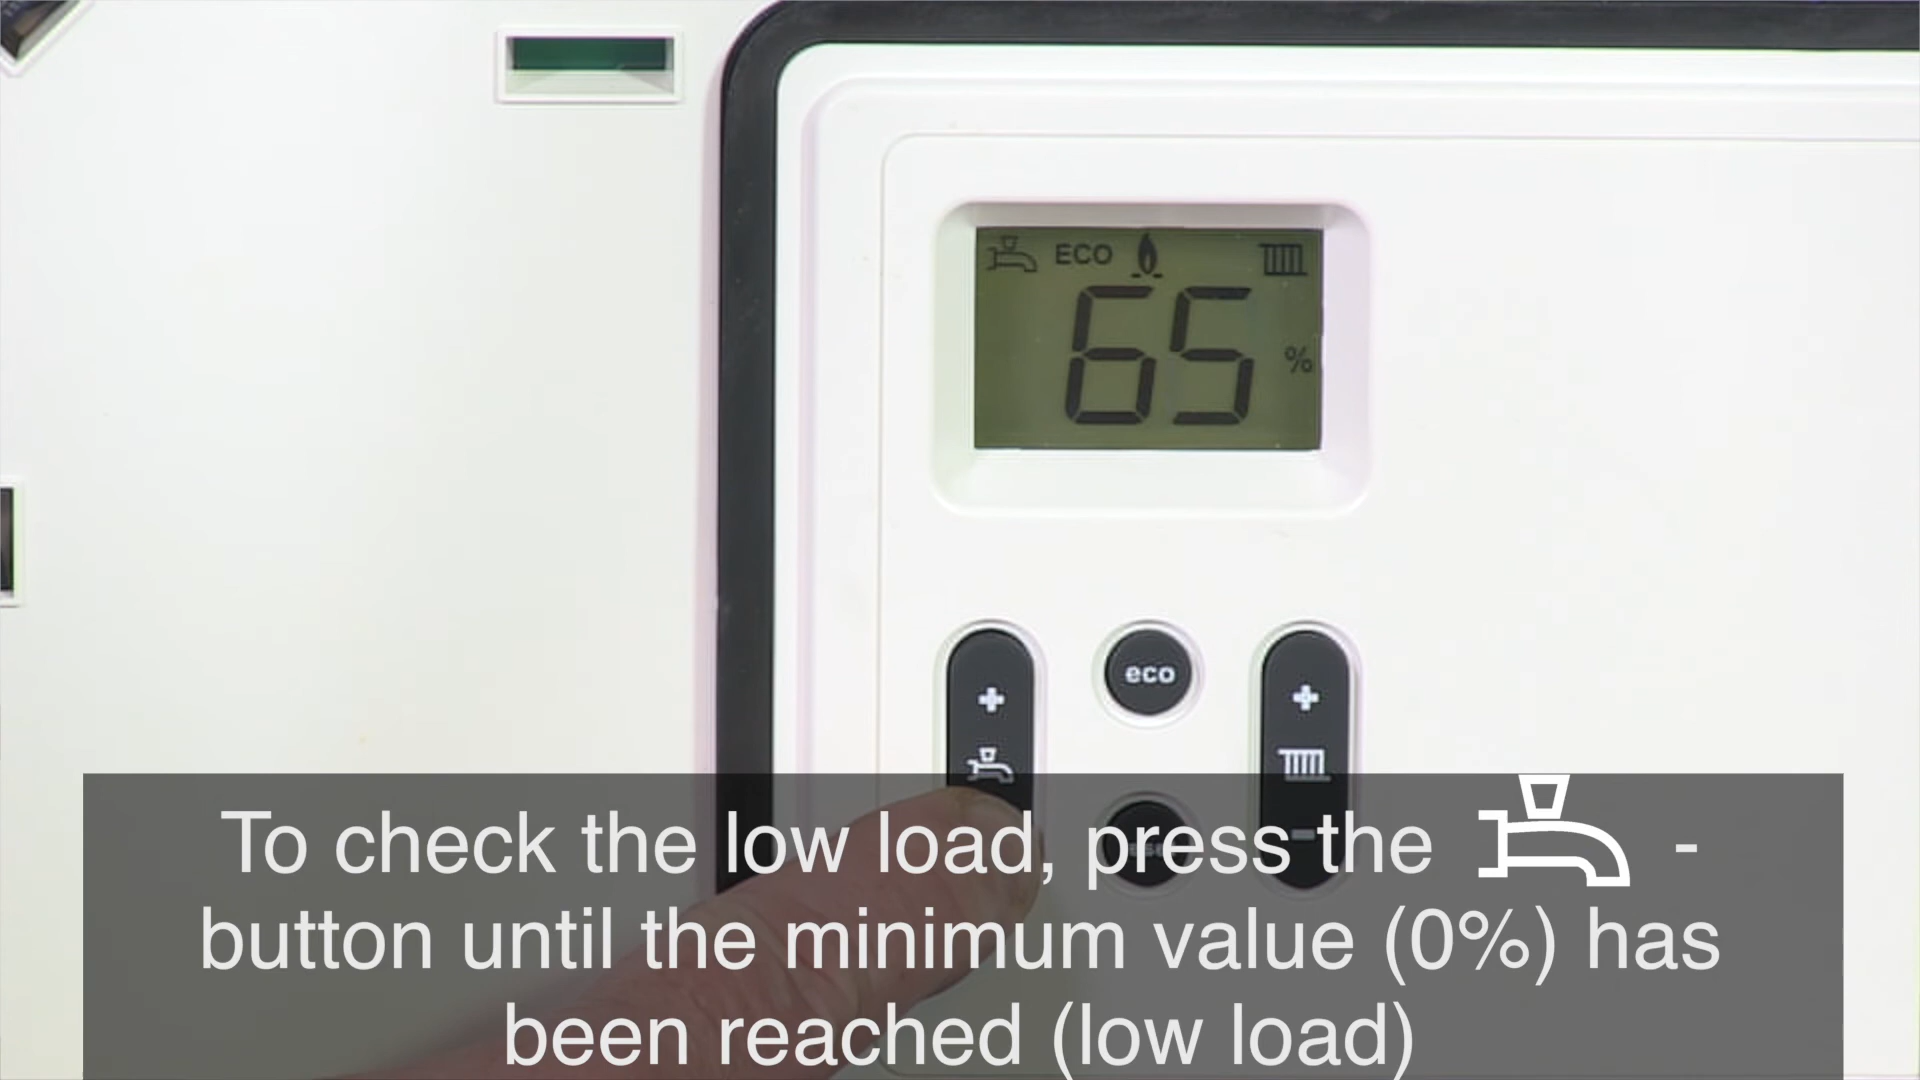 ECO
65 %
+
eco
+
To check the low load, press the -
button until the minimum value (0%) has
been reached (low load)